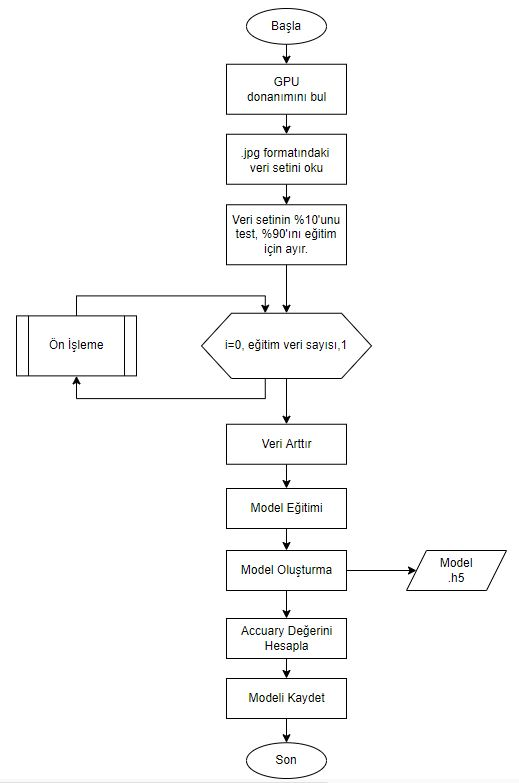 Başla
GPU
donanımını bul
.jpg formatındaki
veri setini oku
Veri setinin %10'unu
test, %90'ını eğitim
için ayır.
Ön İşleme
i=0, eğitim veri sayısı,1
Veri Arttır
Model Eğitimi
Model Oluşturma
Model
.h5
Accuary Değerini
Hesapla
Modeli Kaydet
Son